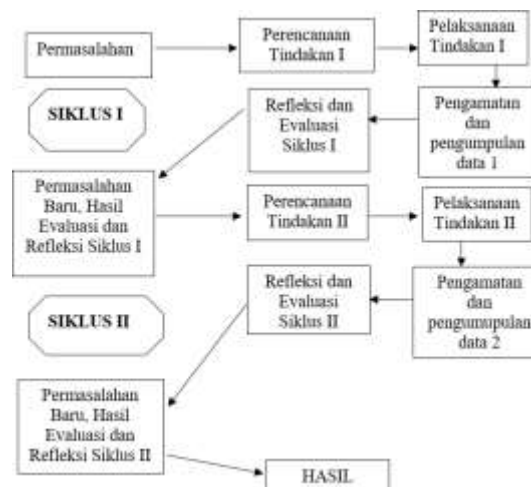 Permasalahan
Perencanaan
Tindakan I
Pelaksanaan
Tindakan I
SIKLUS I
Refleksi dan
Evaluasi
Siklus I
Pengamatan
dan
pengumpulan
data 1
Permasalahan
Baru, Hasil
Evaluasi dan
Refleksi Siklus I
Perencanaan
Tindakan II
Pelaksanaan
Tindakan II
SIKLUS II
Refleksi dan
Evaluasi
Siklus II
Pengamatan
dan
pengumupulan
data 2
Permasalahan
Baru, Hasil
Evaluasi dan
Refleksi Siklus II
HASIL